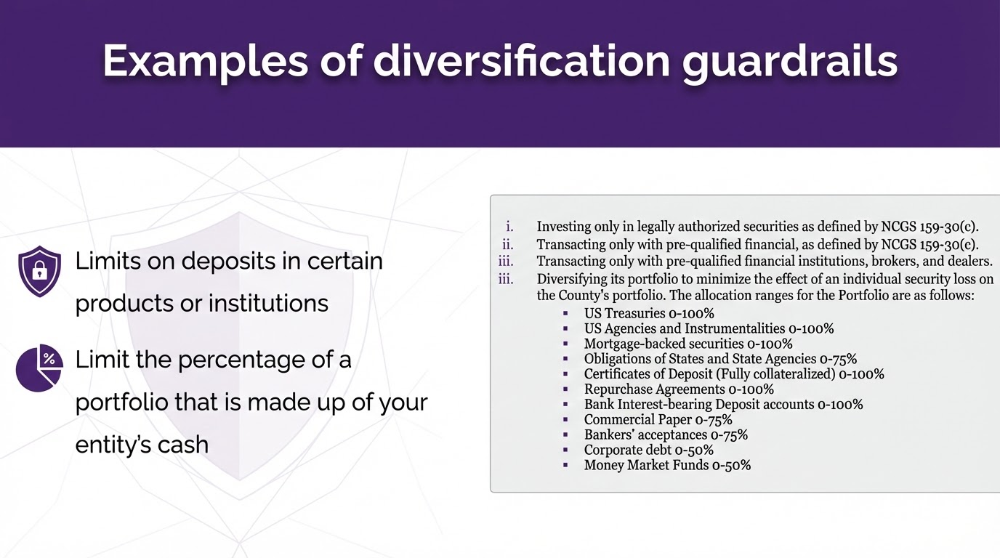 Examples of diversification guardrails
Limits on deposits in certain
products or institutions
%
Limit the percentage of a
portfolio that is made up of your
entity’s cash
i. Investing only in legally authorized securities as defined by NCGS 159-30(c).
ii. Transacting only with pre-qualified financial, as defined by NCGS 159-30(c).
iii. Transacting only with pre-qualified financial institutions, brokers, and dealers.
iii. Diversifying its portfolio to minimize the effect of an individual security loss on
the County's portfolio. The allocation ranges for the Portfolio are as follows:
▪ US Treasuries 0-100%
▪ US Agencies and Instrumentalities 0-100%
▪ Mortgage-backed securities 0-100%
▪ Obligations of States and State Agencies 0-75%
▪ Certificates of Deposit (Fully collateralized) 0-100%
▪ Repurchase Agreements 0-100%
▪ Bank Interest-bearing Deposit accounts 0-100%
▪ Commercial Paper 0-75%
▪ Bankers' acceptances 0-75%
▪ Corporate debt 0-50%
▪ Money Market Funds 0-50%